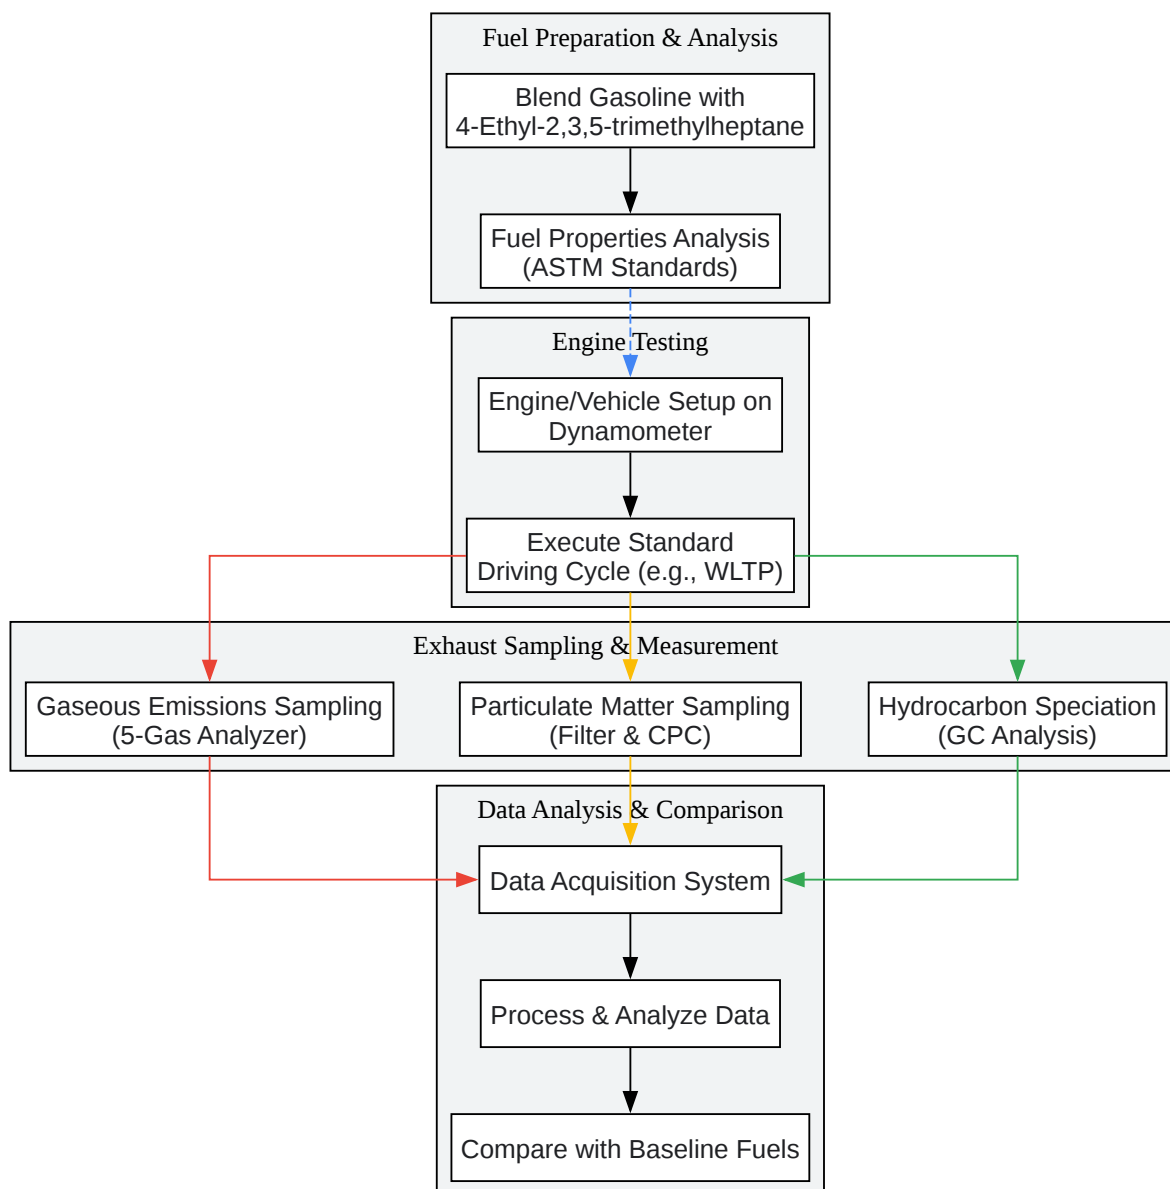 Fuel Preparation & Analysis
Blend Gasoline with
4-Ethyl-2,3,5-trimethylheptane
Fuel Properties Analysis
(ASTM Standards)
Engine Testing
Engine/Vehicle Setup on
Dynamometer
Execute Standard
Driving Cycle (e.g., WLTP)
Exhaust Sampling & Measurement
Gaseous Emissions Sampling
(5-Gas Analyzer)
Particulate Matter Sampling
(Filter & CPC)
Hydrocarbon Speciation
(GC Analysis)
Data Analysis & Comparison
Data Acquisition System
Process & Analyze Data
Compare with Baseline Fuels